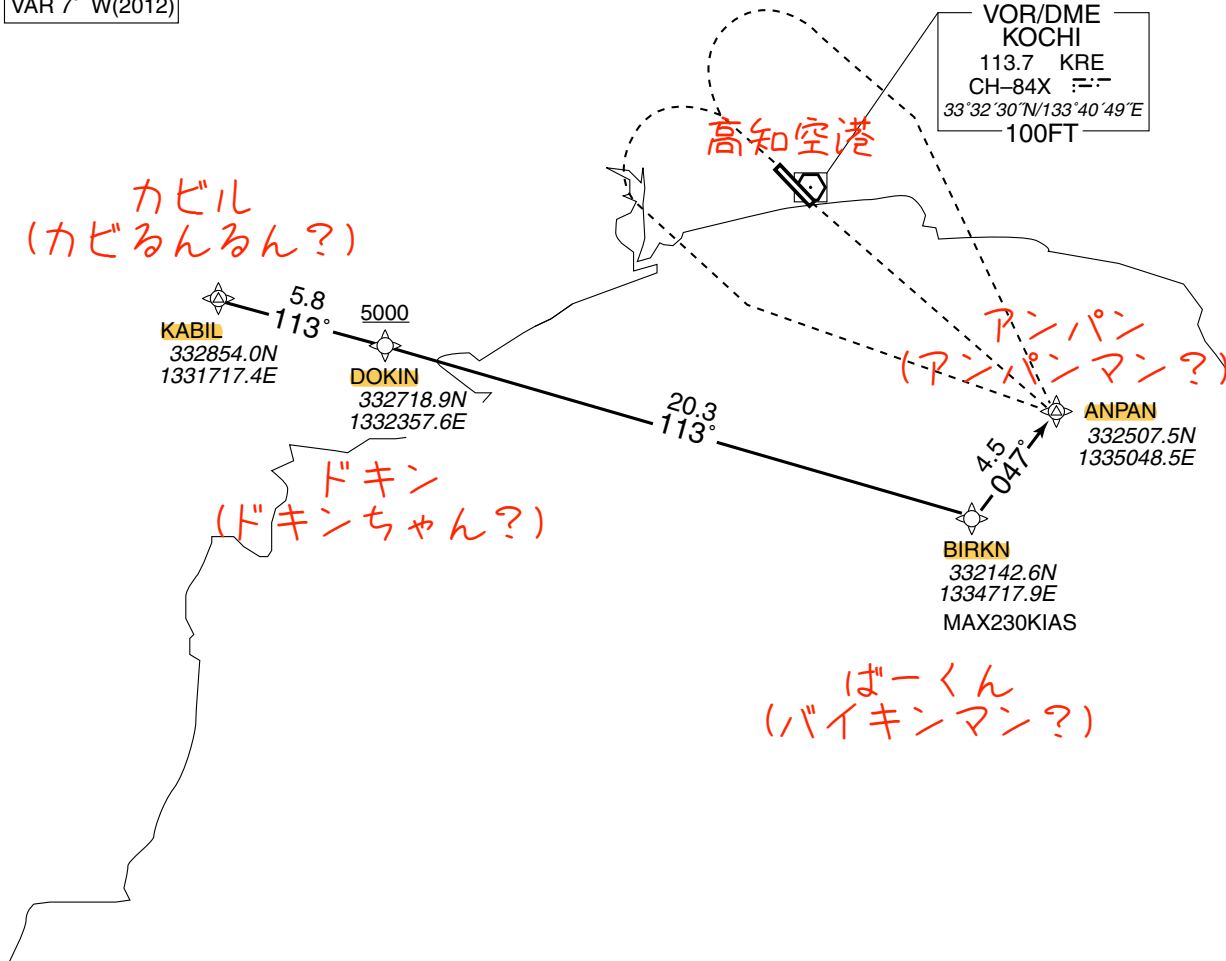 VAR 7° W(2012)
VOR/DME
KOCHI
113.7 KRE
CH–84X
33°32´30˝N/133°40´49˝E
100FT
高知空港
カビル
(カビるんるん?)
5.8
113°
5000
KABIL
332854.0N
1331717.4E
DOKIN
332718.9N
1332357.6E
アンパン
(アンパンマン?)
20.3
113°
ANPAN
332507.5N
1335048.5E
4.5
047°
ドキン
(ドキンちゃん?)
BIRKN
332142.6N
1334717.9E
MAX230KIAS
ばーくん
(バイキンマン?)